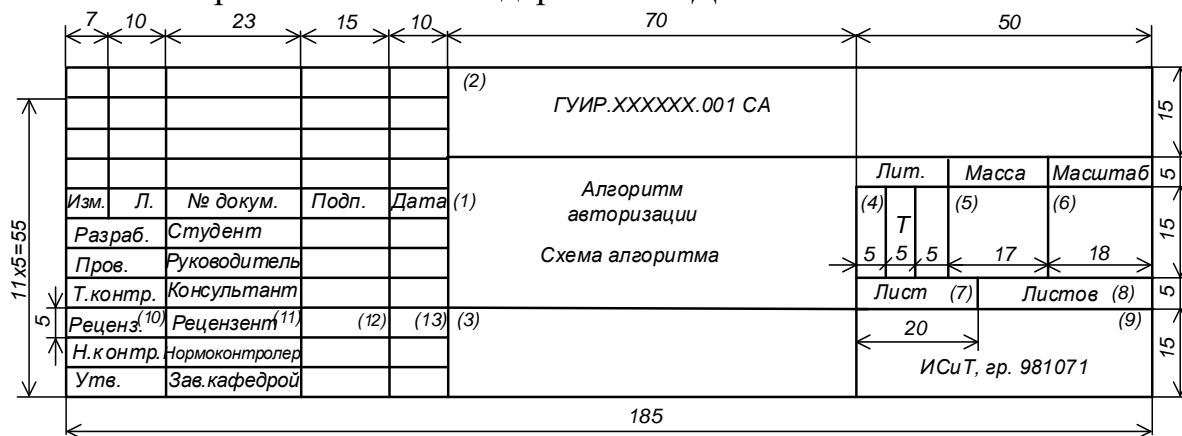 7 10 23 15 10 70 50
(2)
ГУИР.XXXXXX.001 СА
15
Лит. Масса Масштаб 5
Изм. Л. № докум. Подп. Дата (1) Алгоритм
авторизации
Схема алгоритма
(4) Т (5) (6) 15
Разраб. Студент
Пров. Руководитель 5 5 5 17 18
Т.контр. Консультант Лист (7) Листов (8) 5
Реценз. (10) Рецензент (11) (12) (13) (3) (9)
20
Н.контр. Нормоконтролер
ИСиТ, гр. 981071 15
Утв. Зав.кафедрой
11х5=55
5
185